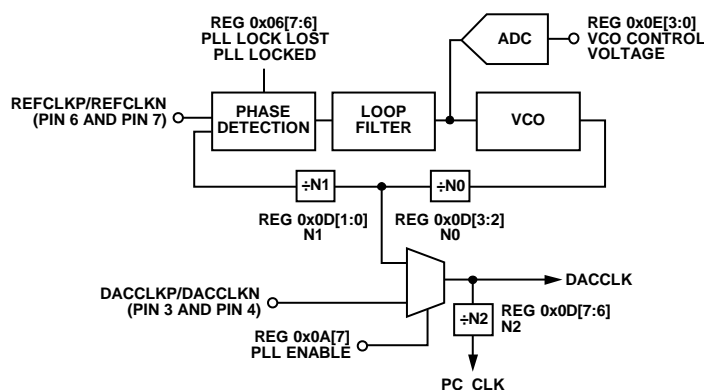 REG 0x06[7:6]
PLL LOCK LOST
PLL LOCKED
ADC
REG 0x0E[3:0]
VCO CONTROL
VOLTAGE
REFCLKP/REFCLKN
(PIN 6 AND PIN 7)
PHASE
DETECTION
LOOP
FILTER
VCO
÷N1
÷N0
REG 0x0D[1:0]
N1
REG 0x0D[3:2]
N0
DACCLKP/DACCLKN
(PIN 3 AND PIN 4)
DACCLK
REG 0x0A[7]
PLL ENABLE
÷N2
REG 0x0D[7:6]
N2
PC_CLK